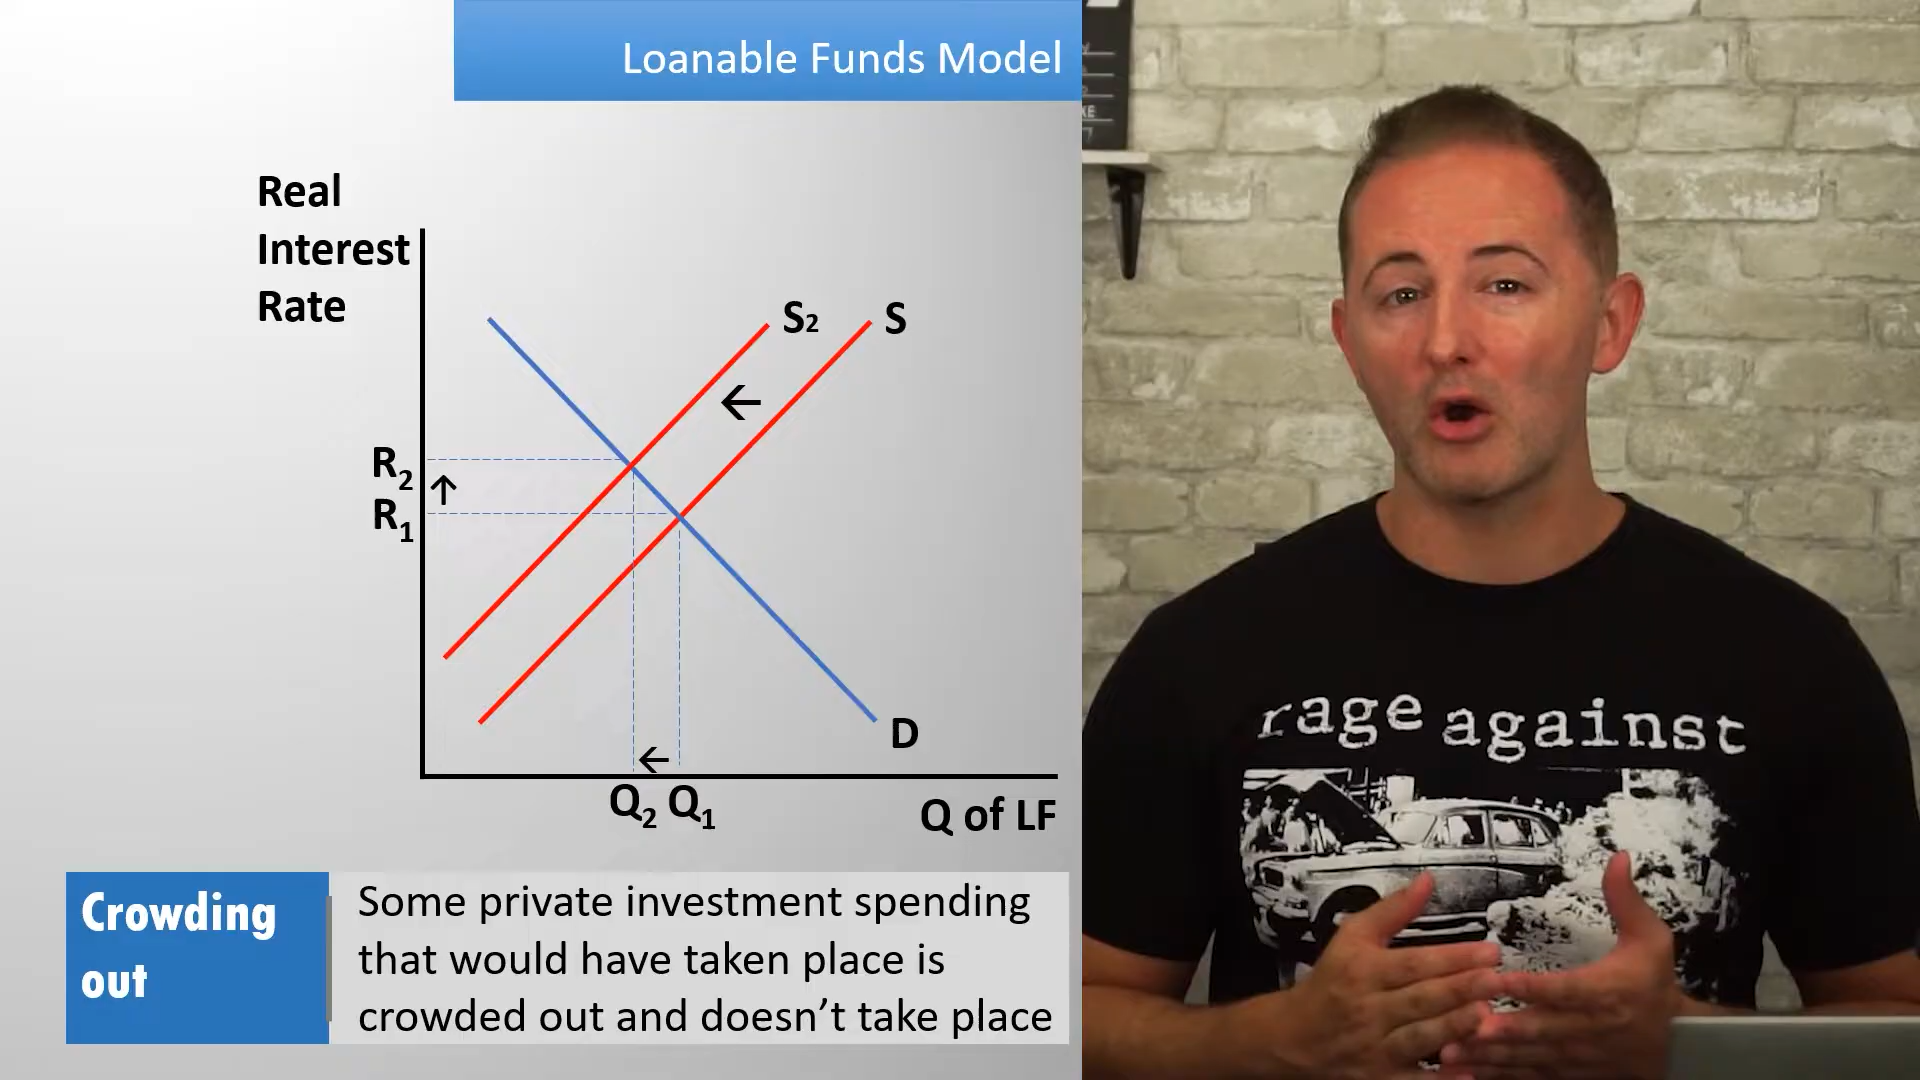 Loanable Funds Model
Real
Interest
Rate
S2
S
R2
R1
D
Q2 Q1
Q of LF
Crowding
out
Some private investment spending
that would have taken place is
crowded out and doesn’t take place
KE
rage against